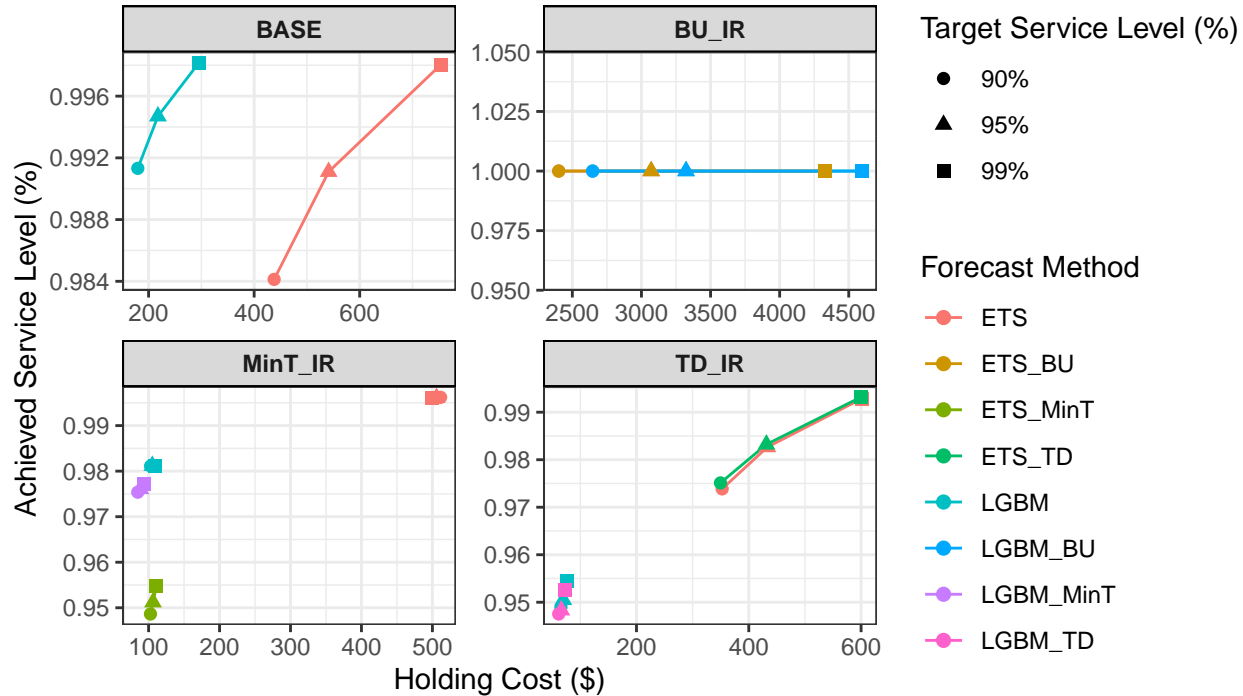 BASE
BU_IR
0.996
0.992
0.988
0.984
200
400
600
1.050
1.025
1.000
0.975
0.950
2500
3000
3500
4000
4500
MinT_IR
TD_IR
0.99
0.98
0.97
0.96
0.95
100
200
300
400
500
0.99
0.98
0.97
0.96
0.95
200
400
600
Achieved Service Level (%)
Holding Cost ($)
Target Service Level (%)
90%
95%
99%
Forecast Method
ETS
ETS_BU
ETS_MinT
ETS_TD
LGBM
LGBM_BU
LGBM_MinT
LGBM_TD